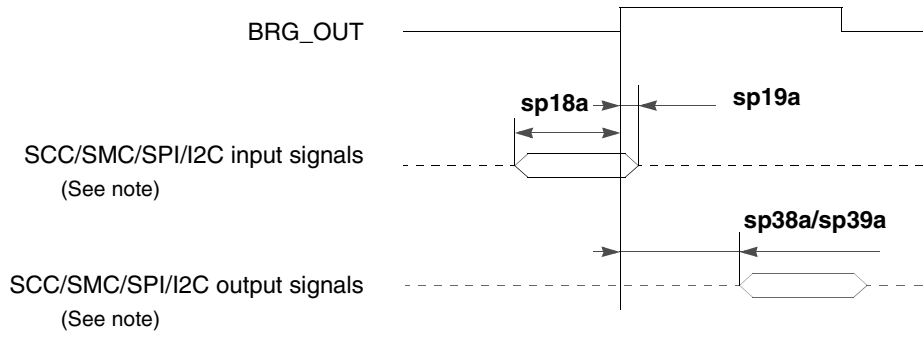 BRG_OUT
sp18a
sp19a
SCC/SMC/SPI/I2C input signals
(See note)
sp38a/sp39a
SCC/SMC/SPI/I2C output signals
(See note)